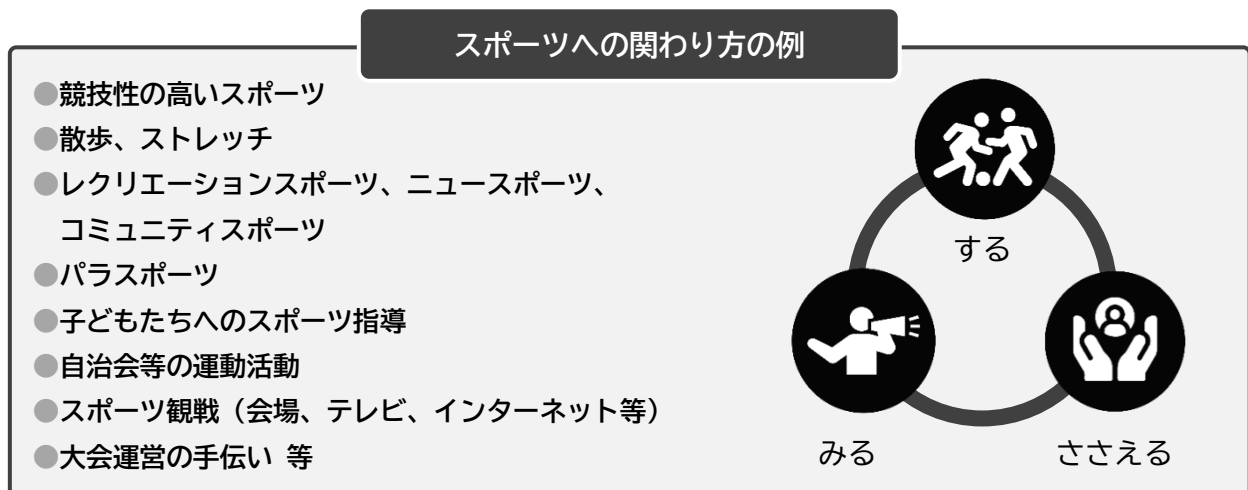 スポーツへの関わり方の例
●競技性の高いスポーツ
●散歩、ストレッチ
●レクリエーションスポーツ、ニュースポーツ、
コミュニティスポーツ
●パラスポーツ
●子どもたちへのスポーツ指導
●自治会等の運動活動
●スポーツ観戦（会場、テレビ、インターネット等）
●大会運営の手伝い 等
する
みる
ささえる